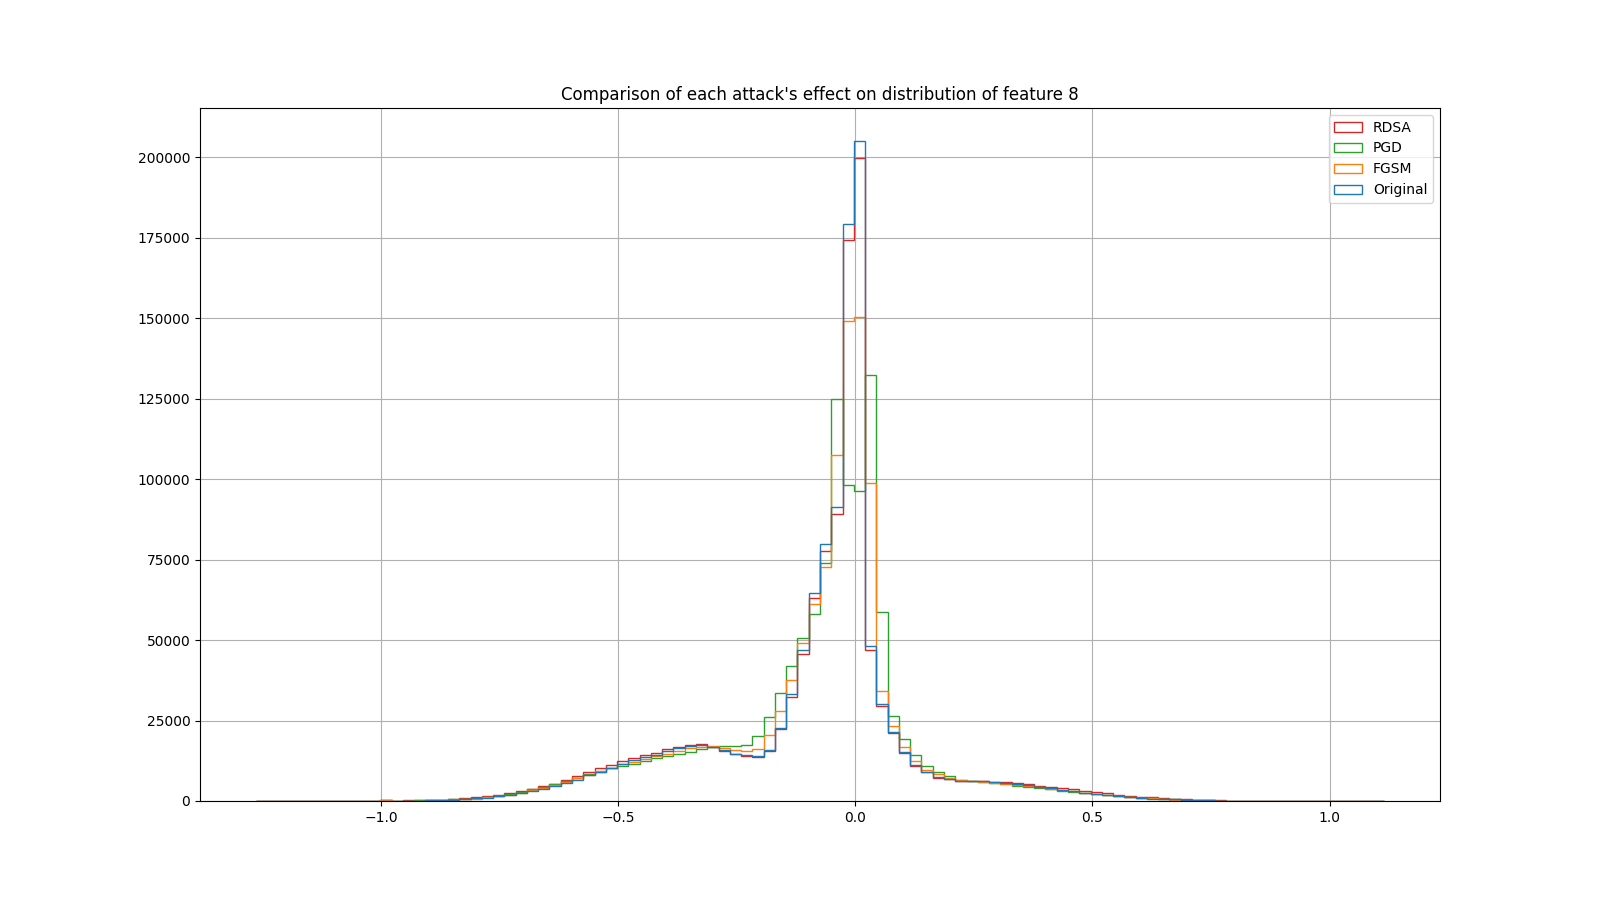 Comparison of each attack's effect on distribution of feature 8
RDSA
PGD
FGSM
Original
200000
175000
150000
125000
100000
75000
50000
25000
0
−1.0
−0.5
0.0
0.5
1.0